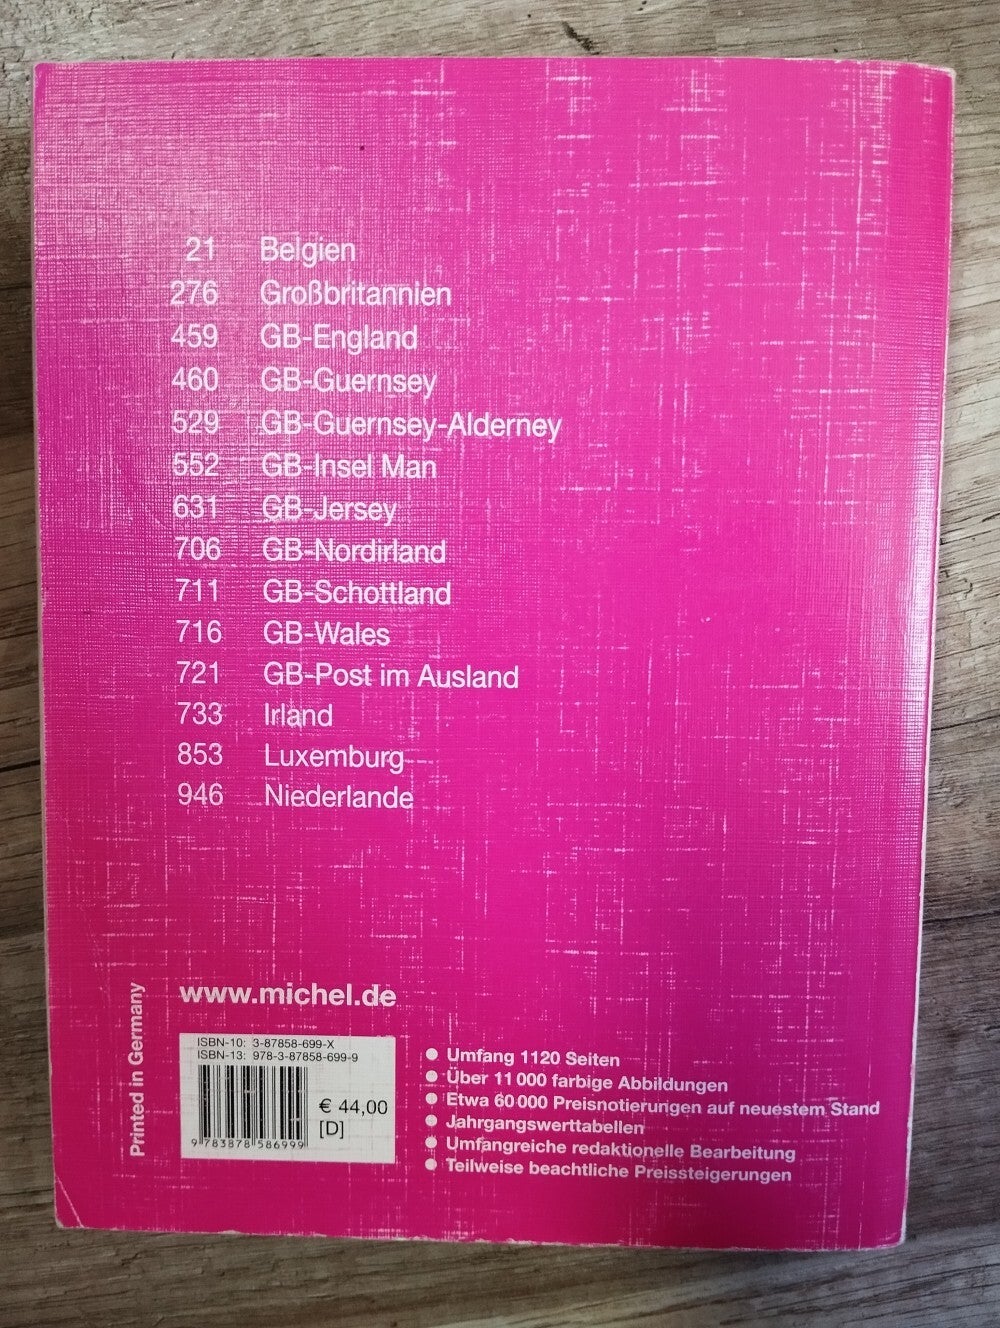 21 Belgien
276 Großbritannien
459 GB-England
460 GB-Guernsey
529 GB-Guernsey-Alderney
552 GB-Insel Man
631 GB-Jersey
706 GB-Nordirland
711 GB-Schottland
716 GB-Wales
721 GB-Post im Ausland
733 Irland
853 Luxemburg
946 Niederlande
www.michel.de
Printed in Germany
ISBN-10: 3-87858-699-X
ISBN-13: 978-3-87858-699-9
€ 44,00
[D]
9 783878 586999
● Umfang 1120 Seiten
● Über 11 000 farbige Abbildungen
● Etwa 60 000 Preisnotierungen auf neuestem Stand
● Jahrgangswerttabellen
● Umfangreiche redaktionelle Bearbeitung
● Teilweise beachtliche Preissteigerungen